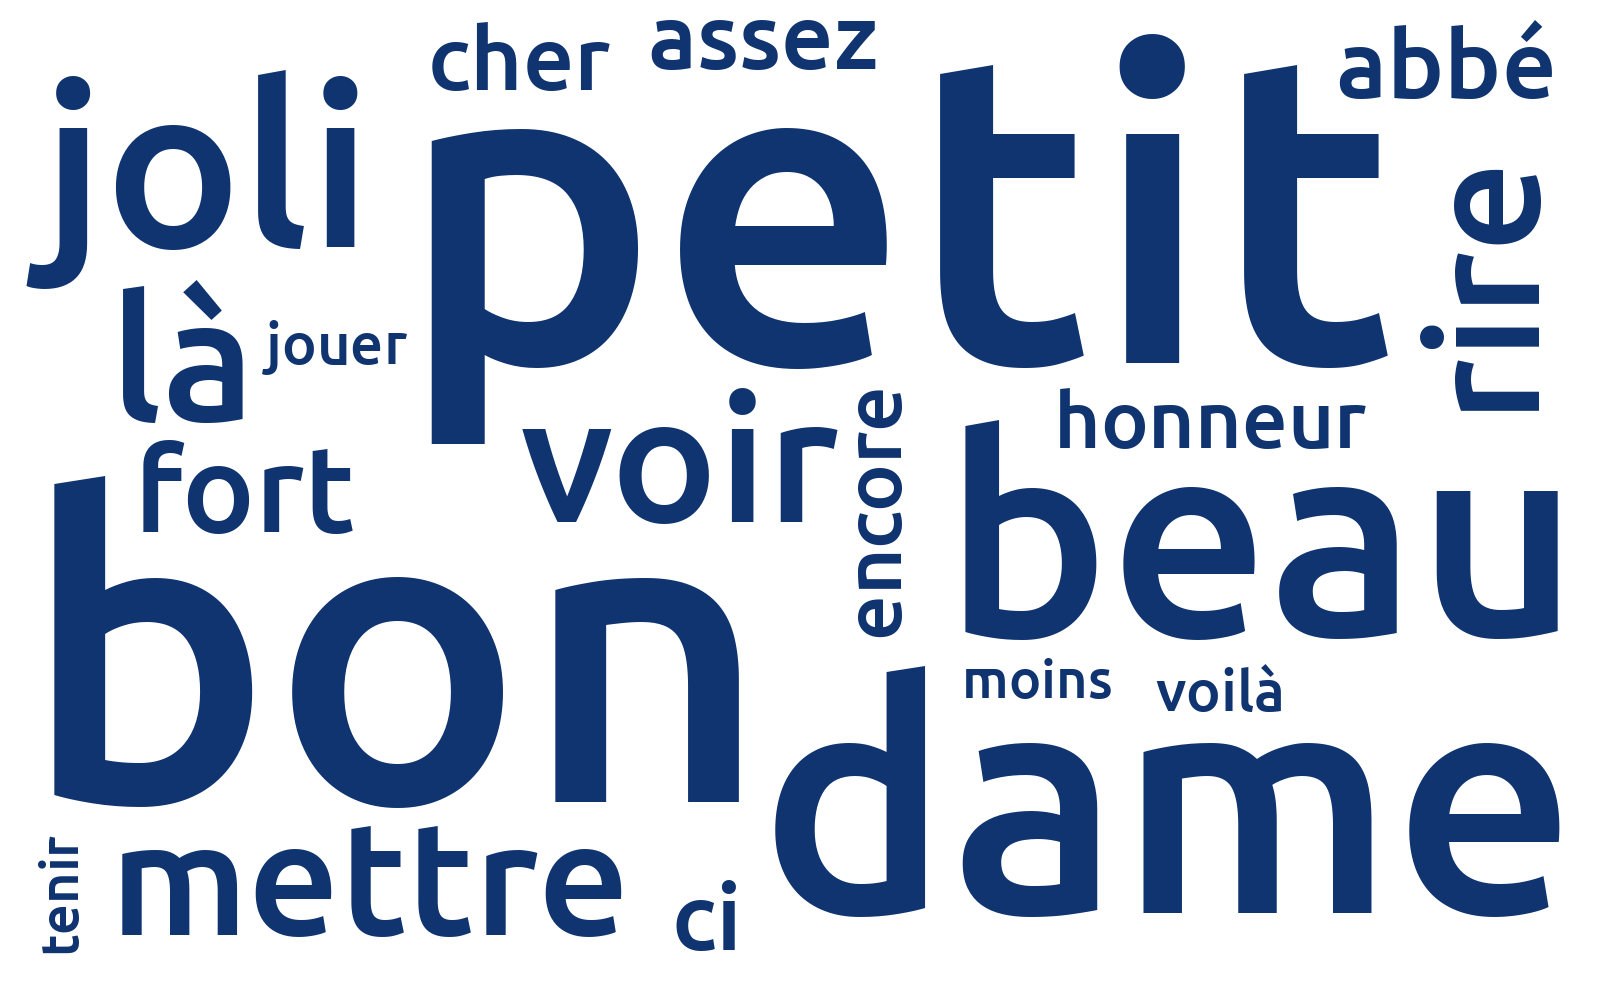 cher
assez
abbé
joli
petit
rire
là
jouer
voir
encore
honneur
fort
beau
bon
moins
voilà
dame
tenir
mettre
ci